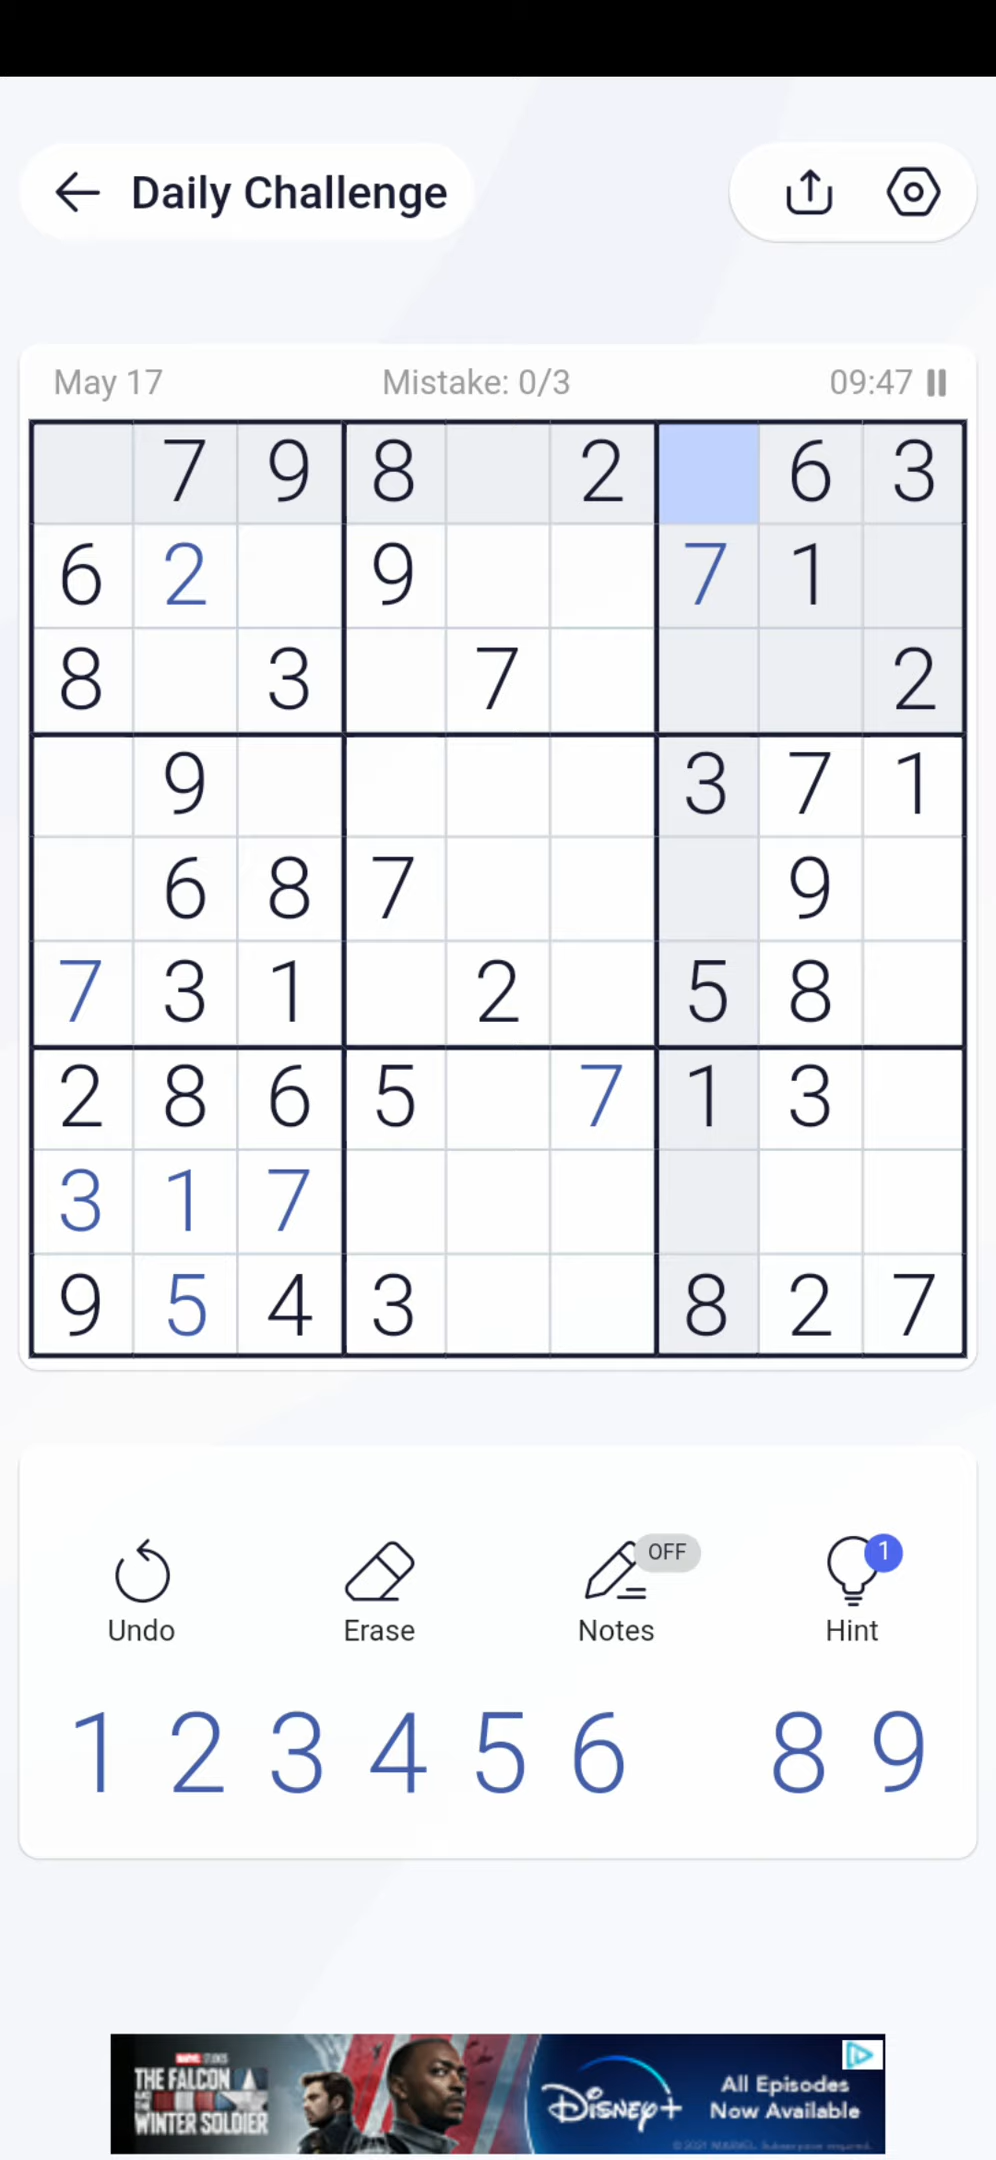 Daily Challenge
May 17 Mistake: 0/3 09:47
7 9 8 2 6 3
6 2 9 7 1
8 3 7 2
9 3 7 1
6 8 7 9
7 3 1 2 5 8
2 8 6 5 7 1 3
3 1 7
9 5 4 3 8 2 7
OFF 1
Undo Erase Notes Hint
1 2 3 4 5 6 8 9
MARVEL STUDIOS
THE FALCON
AND THE
WINTER SOLDIER
Disney+
All Episodes
Now Available